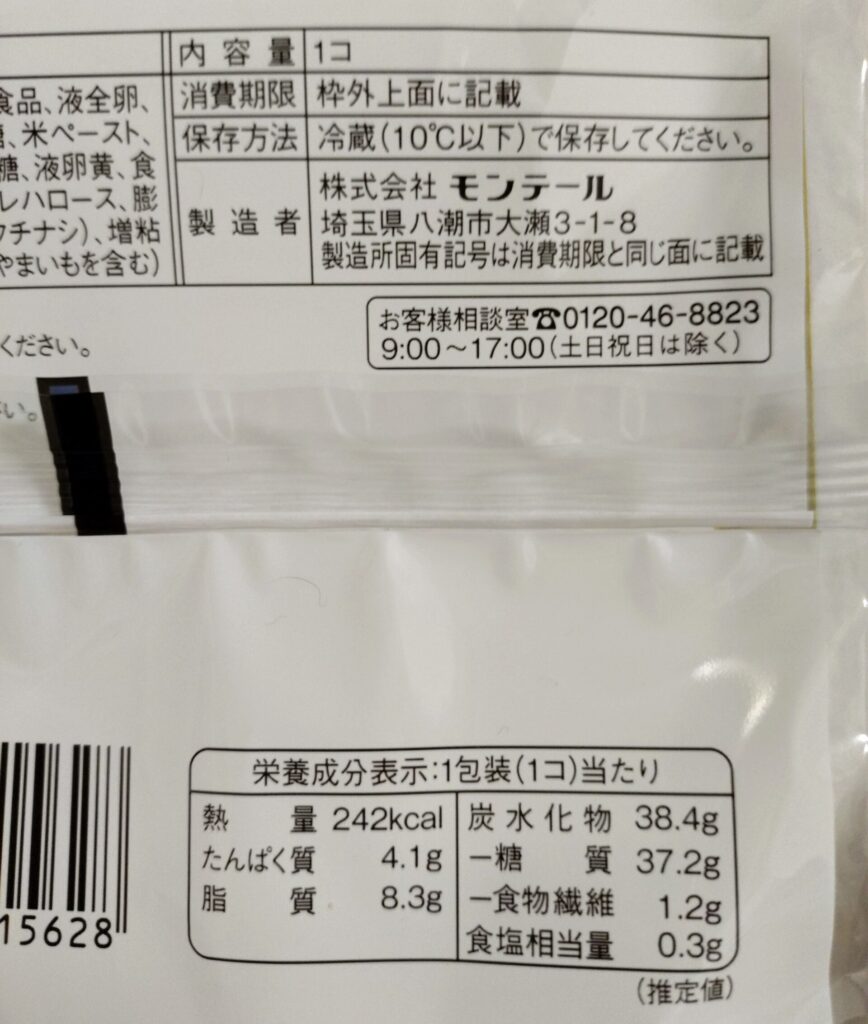 内容量 1コ
食品、液全卵、
消費期限 枠外上面に記載
、米ペースト、
保存方法 冷蔵(10℃以下)で保存してください。
糖、液卵黄、食
レハロース、膨
チナシ)、増粘
やまいもを含む)
製造者 株式会社 モンテール
埼玉県八潮市大瀬3-1-8
製造所固有記号は消費期限と同じ面に記載
お客様相談室☎0120-46-8823
9:00～17:00(土日祝日は除く)
ください。
さい。
栄養成分表示:1包装(1コ)当たり
熱量 242kcal 炭水化物 38.4g
たんぱく質 4.1g −糖質 37.2g
脂質 8.3g −食物繊維 1.2g
食塩相当量 0.3g
(推定値)
15628